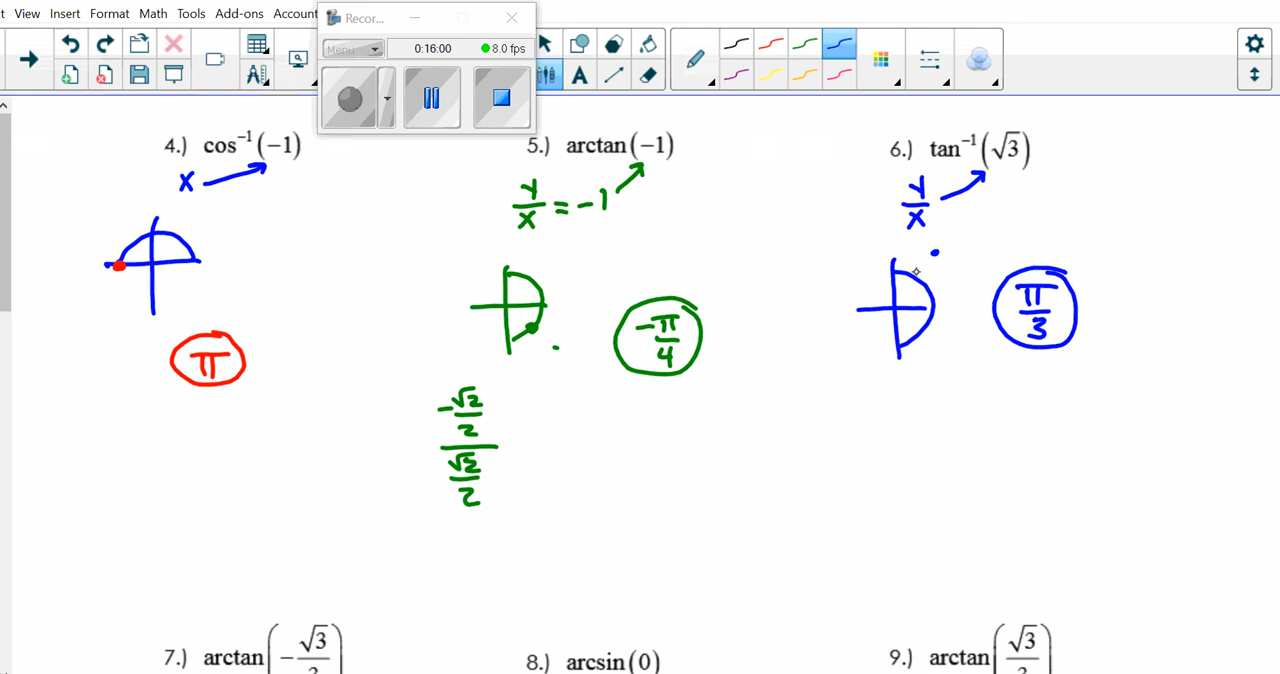 t View Insert Format Math Tools Add-ons Account
Recor...
Menu 0:16:00 8.0 fps
4.) cos⁻¹(−1)
x
π
5.) arctan(−1)
y/x = -1
-π/4
-√2/2
√2/2
6.) tan⁻¹(√3)
y/x
π/3
7.) arctan(−√3
8.) arcsin(0)
9.) arctan(√3